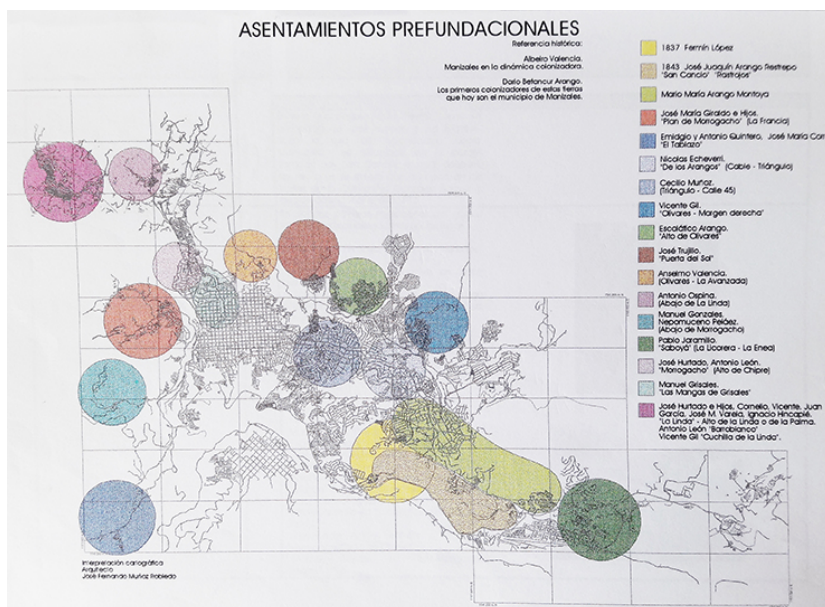 ASENTAMIENTOS PREFUNDACIONALES
Referencia histórica:
Albeiro Valencia.
Manizales en la dinámica colonizadora.
Darío Betancur Arango.
Los primeros colonizadores de estas tierras
que hoy son el municipio de Manizales.
1837 Fermín López
1843 José Joaquín Arango Restrepo
"San Cancio" "Rastrojos"
Mario María Arango Montoya
José María Giraldo e Hijos.
"Plan de Morrogacho" (La Francia)
Emidgio y Antonio Quintero, José María Corr
"El Tablazo"
Nicolas Echeverri.
"De los Arangos" (Cable - Triángulo)
Cecilio Muñoz.
(Triángulo - Calle 45)
Vicente Gil.
"Olivares - Margen derecha"
Escolático Arango.
"Alto de Olivares"
José Trujillo.
"Puerta del Sol"
Anselmo Valencia.
(Olivares - La Avanzada)
Antonio Ospina.
(Abajo de La Linda)
Manuel Gonzales
Nepomuceno Peláez.
(Abajo de Morrogacho)
Pablo Jaramillo.
"Saboyá" (La Licorera - La Enea)
José Hurtado, Antonio León.
"Morrogacho" (Alto de Chipre)
Manuel Grisales.
"Las Mangas de Grisales"
José Hurtado e Hijos, Cornelio, Vicente, Juan
García, José M. Varela, Ignacio Hincapié.
"La Linda" - Alto de la Linda o de la Palma.
Antonio León "Barrablanco"
Vicente Gil "Cuchilla de la Linda".
Interpretación cartográfica
Arquitecto
José Fernando Muñoz Robledo